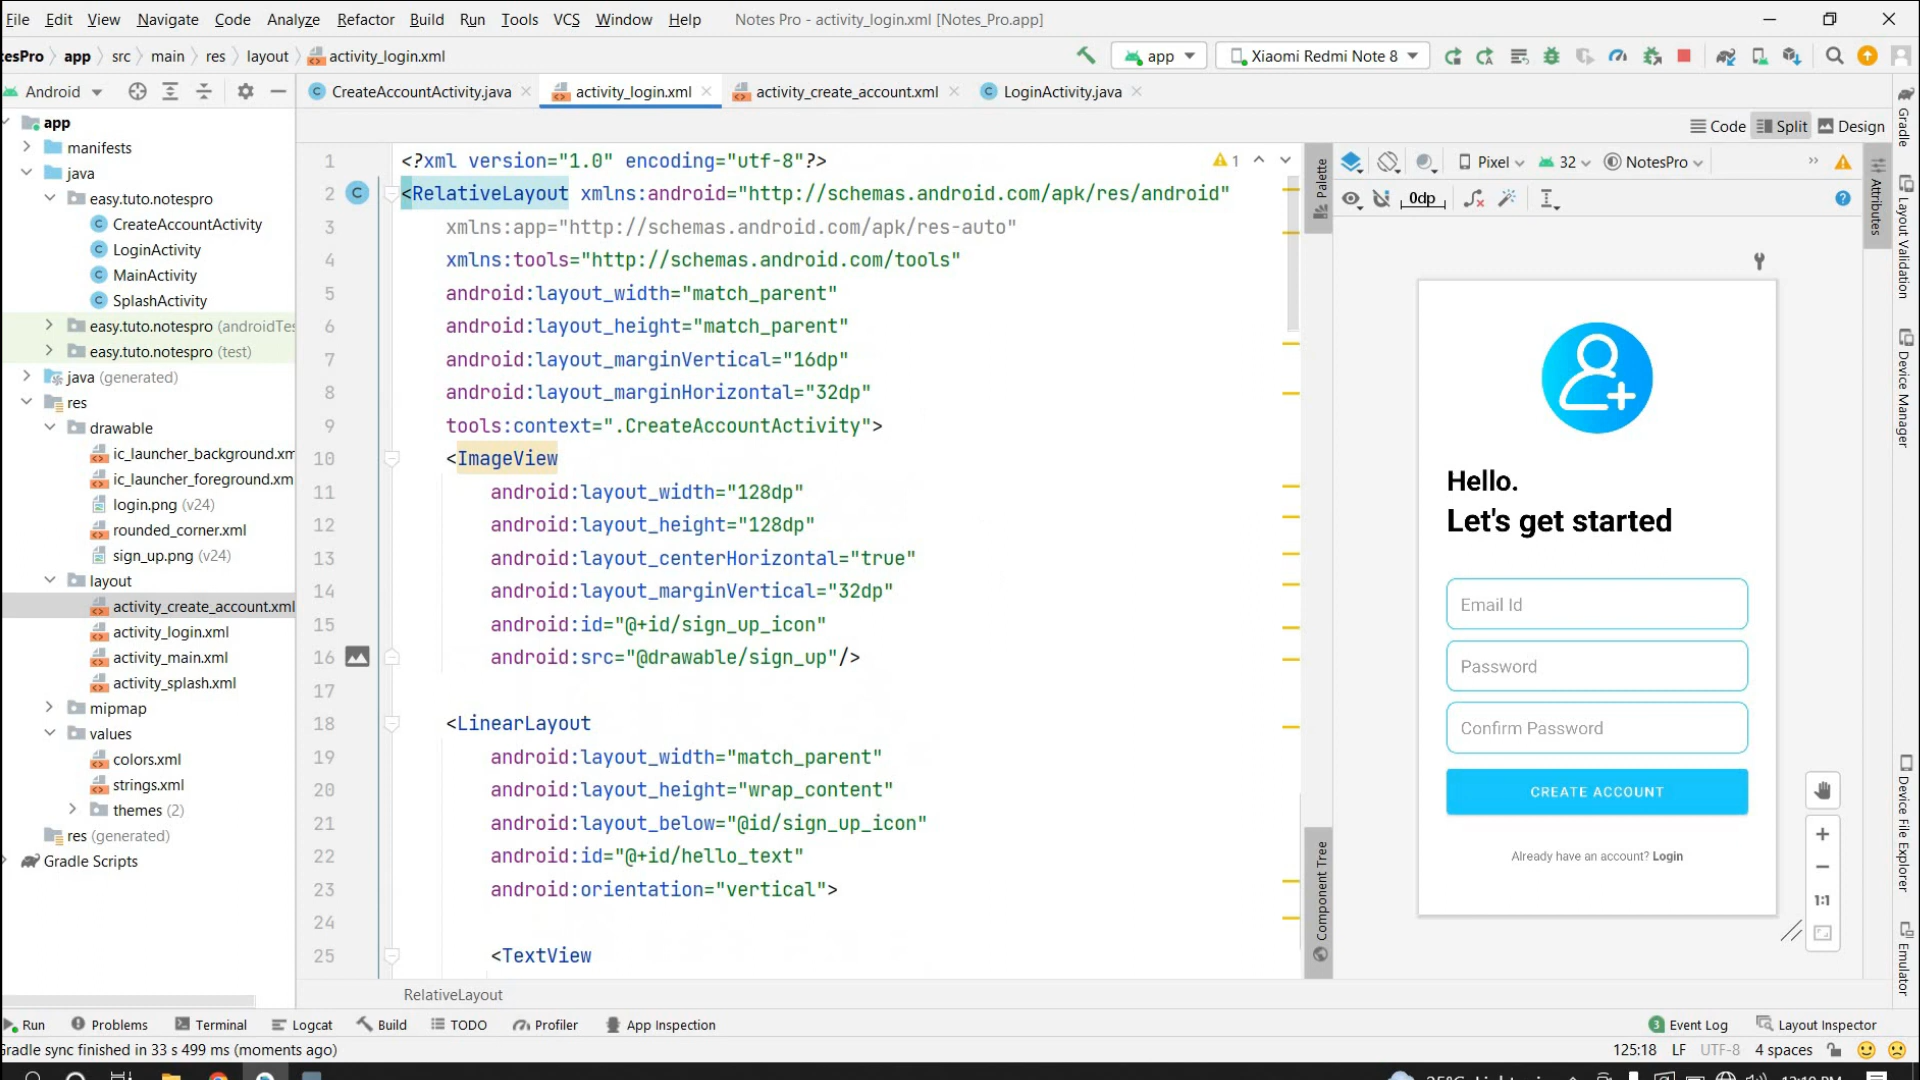 File Edit View Navigate Code Analyze Refactor Build Run Tools VCS Window Help Notes Pro - activity_login.xml [Notes_Pro.app]
app src main res layout activity_login.xml app Xiaomi Redmi Note 8
Android CreateAccountActivity.java activity_login.xml activity_create_account.xml LoginActivity.java
Code Split Design
app
manifests
java
easy.tuto.notespro
CreateAccountActivity
LoginActivity
MainActivity
SplashActivity
easy.tuto.notespro (androidTes
easy.tuto.notespro (test)
java (generated)
res
drawable
ic_launcher_background.xm
ic_launcher_foreground.xm
login.png (v24)
rounded_corner.xml
sign_up.png (v24)
layout
activity_create_account.xml
activity_login.xml
activity_main.xml
activity_splash.xml
mipmap
values
colors.xml
strings.xml
themes (2)
res (generated)
Gradle Scripts
1 <?xml version="1.0" encoding="utf-8"?>
2 <RelativeLayout xmlns:android="http://schemas.android.com/apk/res/android"
3 xmlns:app="http://schemas.android.com/apk/res-auto"
4 xmlns:tools="http://schemas.android.com/tools"
5 android:layout_width="match_parent"
6 android:layout_height="match_parent"
7 android:layout_marginVertical="16dp"
8 android:layout_marginHorizontal="32dp"
9 tools:context=".CreateAccountActivity">
10 <ImageView
11 android:layout_width="128dp"
12 android:layout_height="128dp"
13 android:layout_centerHorizontal="true"
14 android:layout_marginVertical="32dp"
15 android:id="@+id/sign_up_icon"
16 android:src="@drawable/sign_up"/>
17
18 <LinearLayout
19 android:layout_width="match_parent"
20 android:layout_height="wrap_content"
21 android:layout_below="@id/sign_up_icon"
22 android:id="@+id/hello_text"
23 android:orientation="vertical">
24
25 <TextView
1
RelativeLayout
Palette
Component Tree
Pixel 32 NotesPro
0dp
Hello.
Let's get started
Email Id
Password
Confirm Password
CREATE ACCOUNT
Already have an account? Login
1:1
Attributes
Gradle
Layout Validation
Device Manager
Device File Explorer
Emulator
Run Problems Terminal Logcat Build TODO Profiler App Inspection 3 Event Log Layout Inspector
Gradle sync finished in 33 s 499 ms (moments ago) 125:18 LF UTF-8 4 spaces